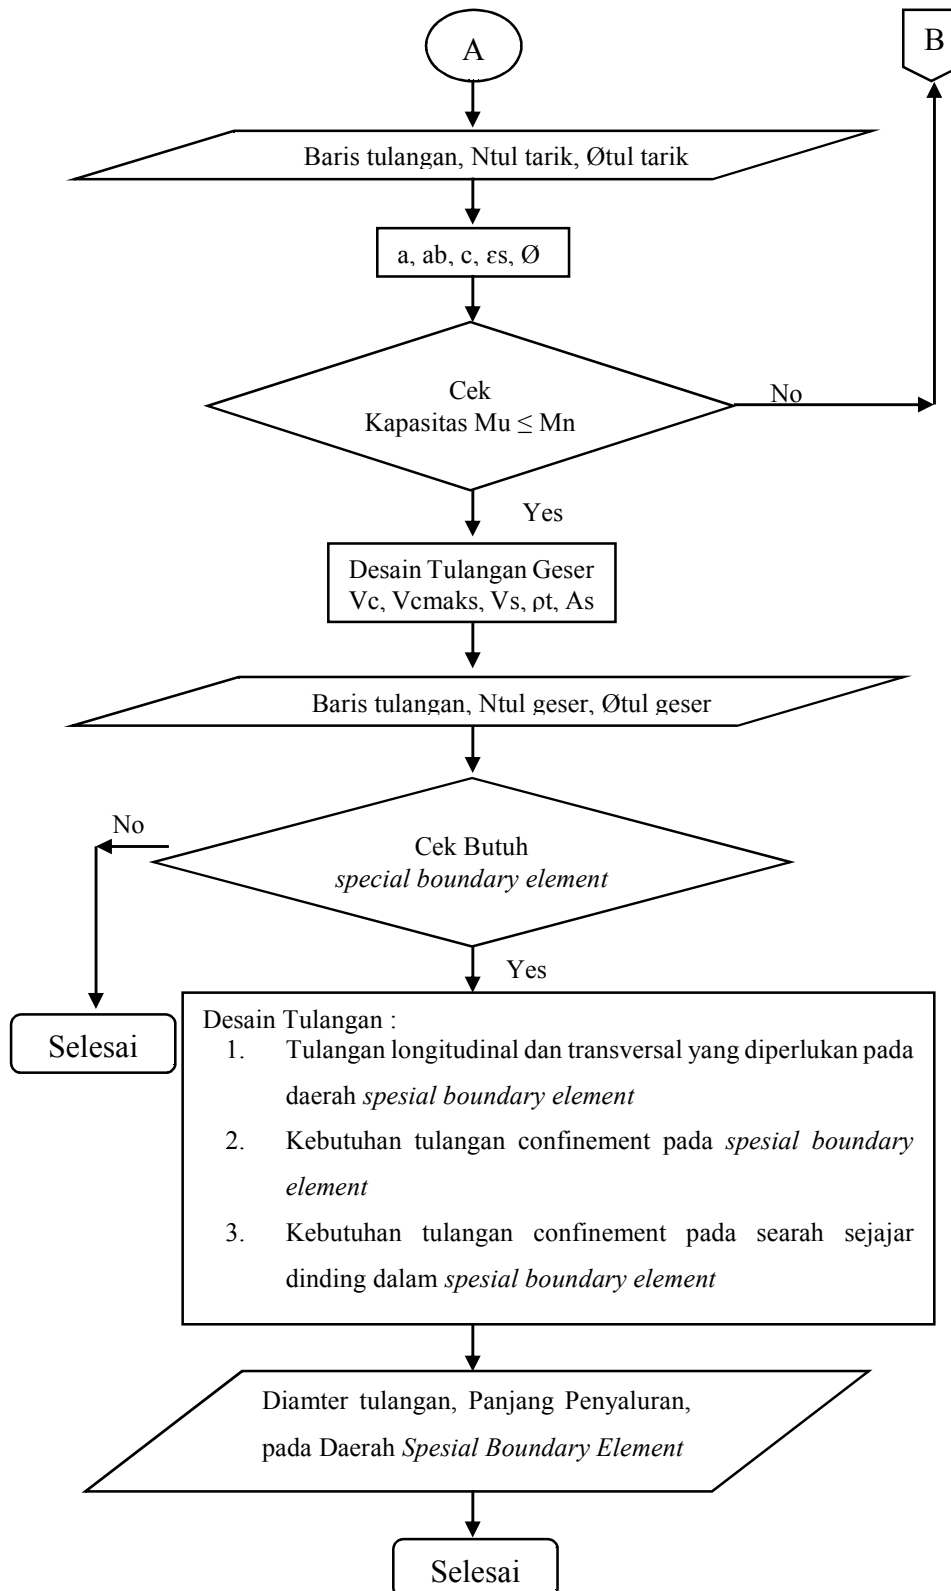 A
B
Baris tulangan, Ntul tarik, Øtul tarik
a, ab, c, εs, Ø
Cek
Kapasitas Mu ≤ Mn
No
Yes
Desain Tulangan Geser
Vc, Vcmaks, Vs, ρt, As
Baris tulangan, Ntul geser, Øtul geser
No
Cek Butuh
special boundary element
Yes
Selesai
Desain Tulangan :
1. Tulangan longitudinal dan transversal yang diperlukan pada
daerah spesial boundary element
2. Kebutuhan tulangan confinement pada spesial boundary
element
3. Kebutuhan tulangan confinement pada searah sejajar
dinding dalam spesial boundary element
Diamter tulangan, Panjang Penyaluran,
pada Daerah Spesial Boundary Element
Selesai